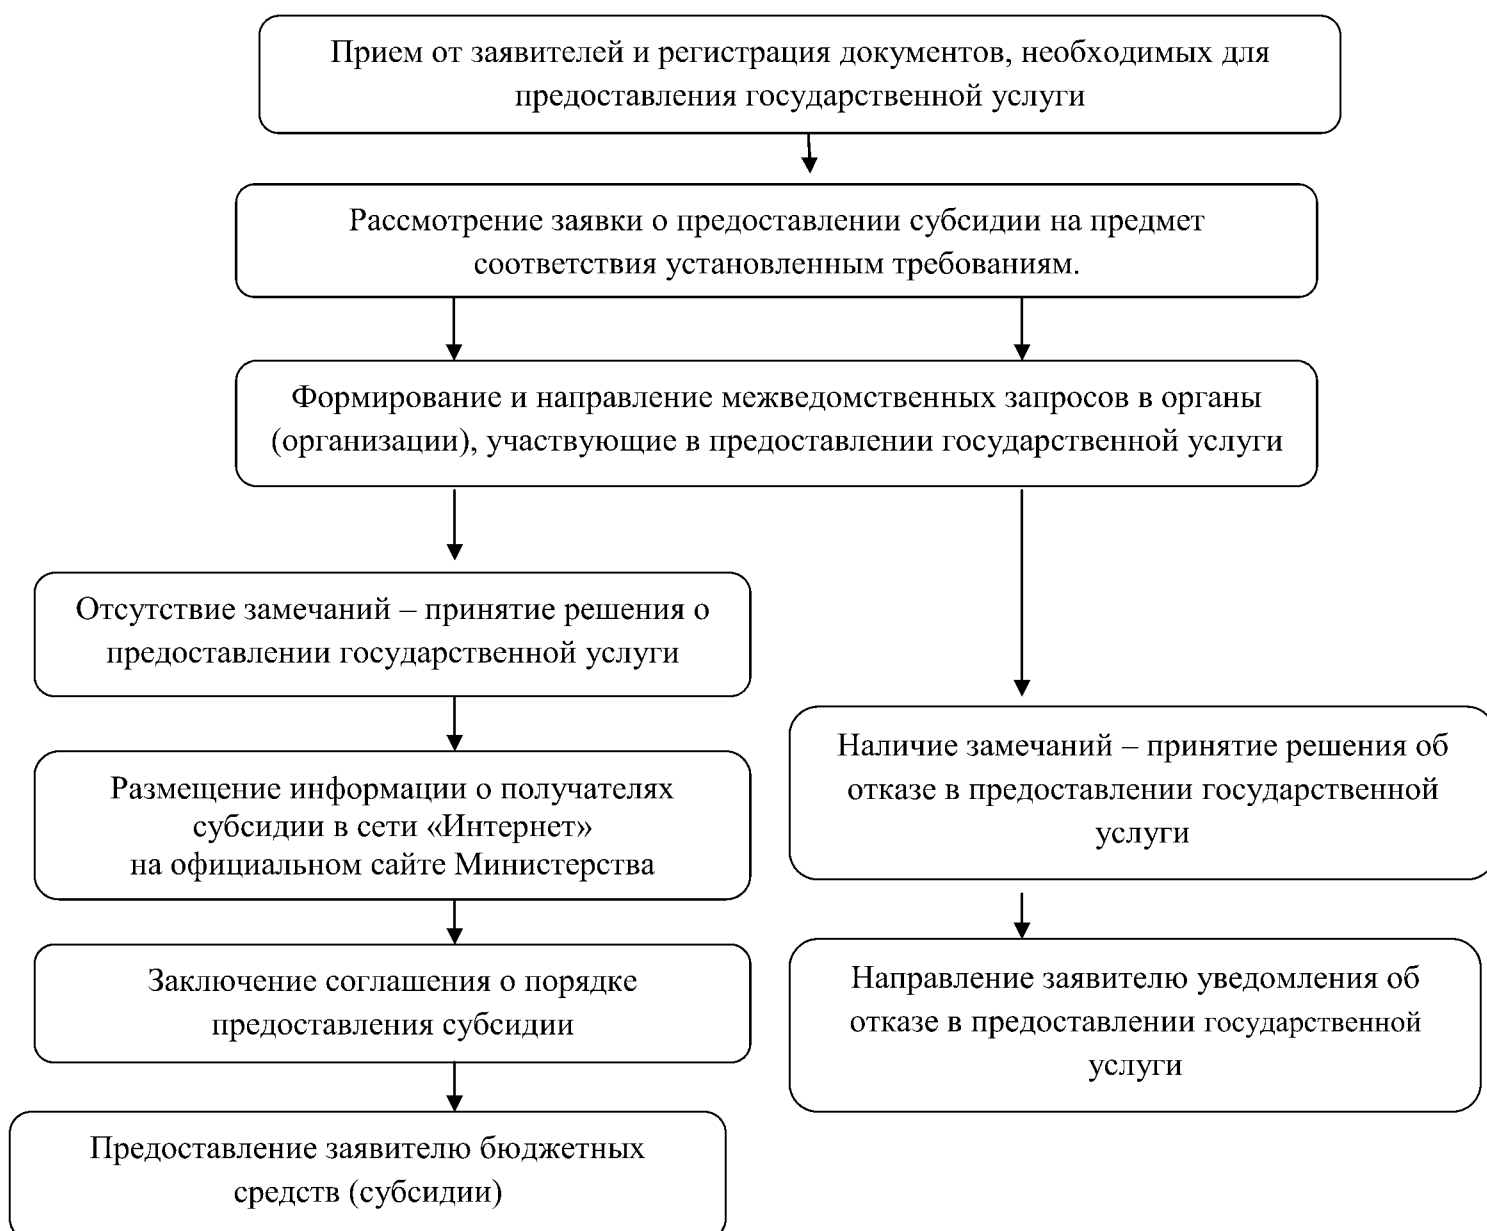 Прием от заявителей и регистрация документов, необходимых для
предоставления государственной услуги
Рассмотрение заявки о предоставлении субсидии на предмет
соответствия установленным требованиям.
Формирование и направление межведомственных запросов в органы
(организации), участвующие в предоставлении государственной услуги
Отсутствие замечаний – принятие решения о
предоставлении государственной услуги
Размещение информации о получателях
субсидии в сети «Интернет»
на официальном сайте Министерства
Заключение соглашения о порядке
предоставления субсидии
Предоставление заявителю бюджетных
средств (субсидии)
Наличие замечаний – принятие решения об
отказе в предоставлении государственной
услуги
Направление заявителю уведомления об
отказе в предоставлении государственной
услуги